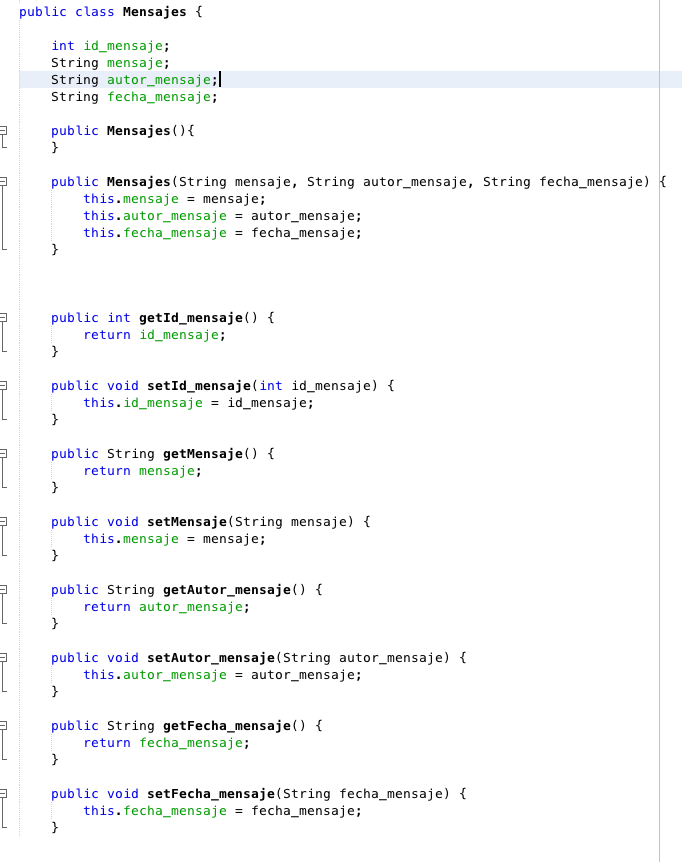 public class Mensajes {
int id_mensaje;
String mensaje;
String autor_mensaje;
String fecha_mensaje;
public Mensajes(){
}
public Mensajes(String mensaje, String autor_mensaje, String fecha_mensaje) {
this.mensaje = mensaje;
this.autor_mensaje = autor_mensaje;
this.fecha_mensaje = fecha_mensaje;
}
public int getId_mensaje() {
return id_mensaje;
}
public void setId_mensaje(int id_mensaje) {
this.id_mensaje = id_mensaje;
}
public String getMensaje() {
return mensaje;
}
public void setMensaje(String mensaje) {
this.mensaje = mensaje;
}
public String getAutor_mensaje() {
return autor_mensaje;
}
public void setAutor_mensaje(String autor_mensaje) {
this.autor_mensaje = autor_mensaje;
}
public String getFecha_mensaje() {
return fecha_mensaje;
}
public void setFecha_mensaje(String fecha_mensaje) {
this.fecha_mensaje = fecha_mensaje;
}